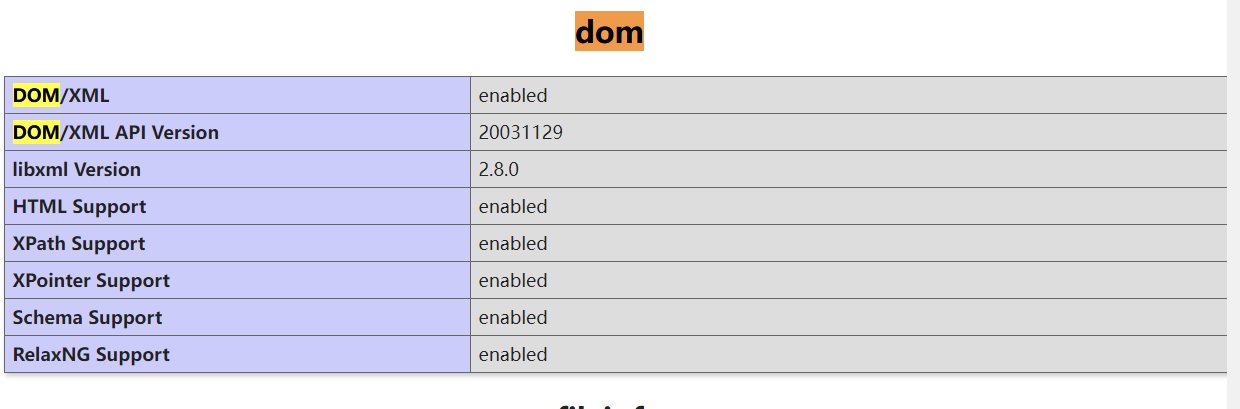 dom
DOM/XML enabled
DOM/XML API Version 20031129
libxml Version 2.8.0
HTML Support enabled
XPath Support enabled
XPointer Support enabled
Schema Support enabled
RelaxNG Support enabled